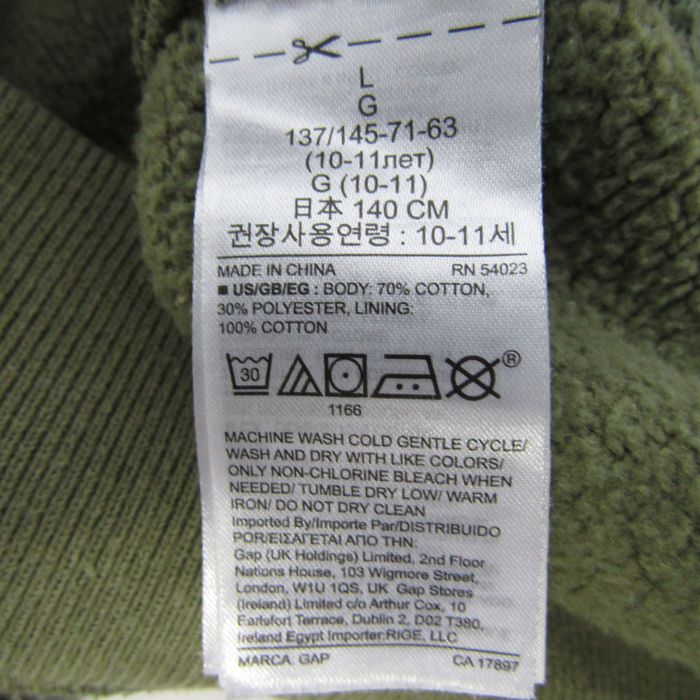 L
G
137/145-71-63
(10-11лет)
G (10-11)
日本 140 CM
권장사용연령 : 10-11세
MADE IN CHINA RN 54023
■ US/GB/EG : BODY: 70% COTTON,
30% POLYESTER, LINING:
100% COTTON
30
®
1166
MACHINE WASH COLD GENTLE CYCLE/
WASH AND DRY WITH LIKE COLORS/
ONLY NON-CHLORINE BLEACH WHEN
NEEDED/ TUMBLE DRY LOW/ WARM
IRON/ DO NOT DRY CLEAN
Imported By/Importe Par/DISTRIBUIDO
POR/ΕΙΣΑΓΕΤΑΙ ΑΠΟ ΤΗΝ:
Gap (UK Holdings) Limited, 2nd Floor
Nations House, 103 Wigmore Street,
London, W1U 1QS, UK Gap Stores
(Ireland) Limited c/o Arthur Cox, 10
Earlsfort Terrace, Dublin 2, D02 T380,
Ireland Egypt Importer:RIGE, LLC
MARCA: GAP CA 17897